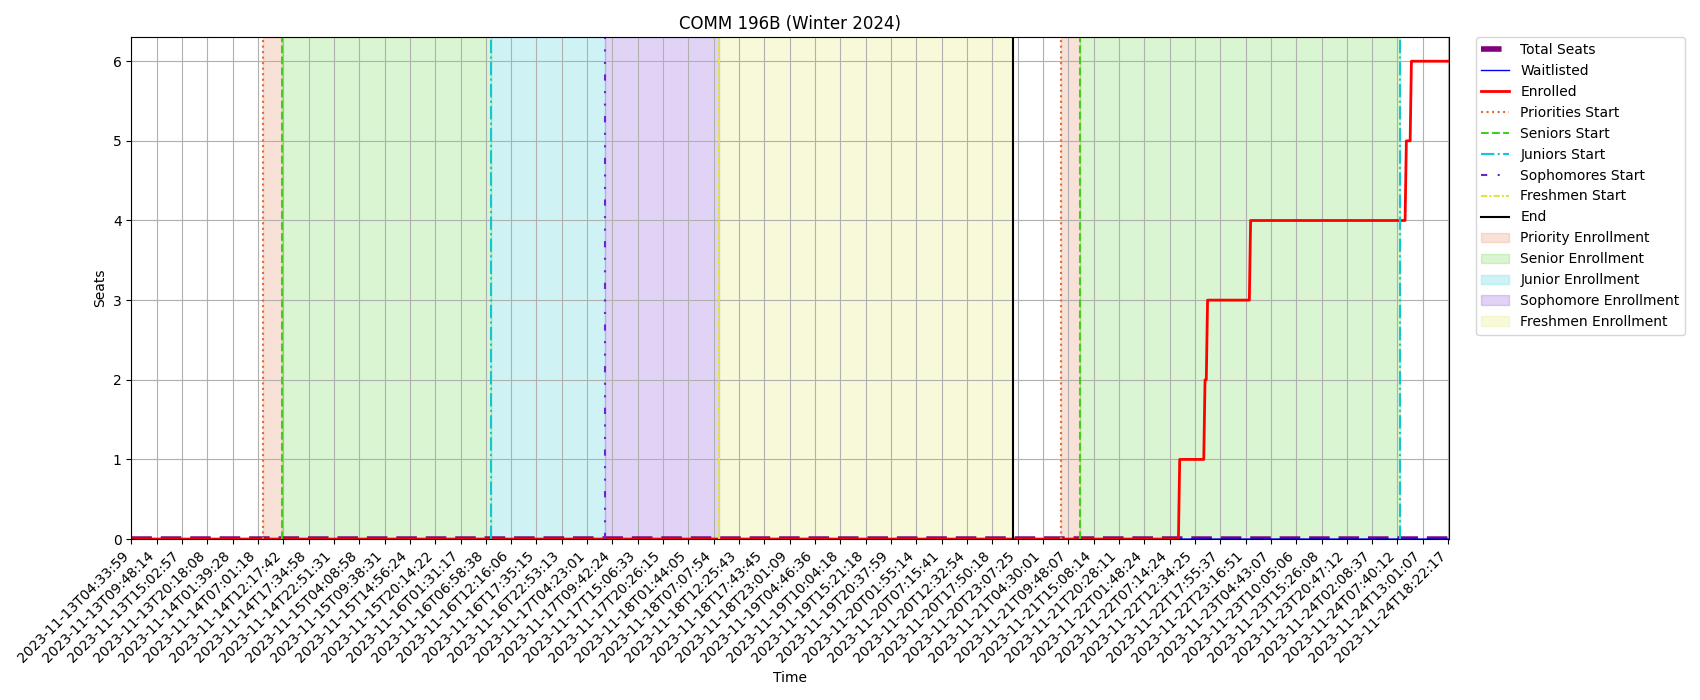 COMM 196B (Winter 2024)
Seats
6
5
4
3
2
1
0
2023-11-13T04:33:59
2023-11-13T09:48:14
2023-11-13T15:02:57
2023-11-13T20:18:08
2023-11-14T01:39:28
2023-11-14T07:01:18
2023-11-14T12:17:42
2023-11-14T17:34:58
2023-11-14T22:51:31
2023-11-15T04:08:58
2023-11-15T09:38:31
2023-11-15T14:56:24
2023-11-15T20:14:22
2023-11-16T01:31:17
2023-11-16T06:58:38
2023-11-16T12:16:06
2023-11-16T17:35:15
2023-11-16T22:53:13
2023-11-17T04:23:01
2023-11-17T09:42:24
2023-11-17T15:06:33
2023-11-17T20:26:15
2023-11-18T01:44:05
2023-11-18T07:07:54
2023-11-18T12:25:43
2023-11-18T17:43:45
2023-11-18T23:01:09
2023-11-19T04:46:36
2023-11-19T10:04:18
2023-11-19T15:21:18
2023-11-19T20:37:59
2023-11-20T01:55:14
2023-11-20T07:15:41
2023-11-20T12:32:54
2023-11-20T17:50:18
2023-11-20T23:07:25
2023-11-21T04:30:01
2023-11-21T09:48:07
2023-11-21T15:08:14
2023-11-21T20:28:11
2023-11-22T01:48:24
2023-11-22T07:14:24
2023-11-22T12:34:25
2023-11-22T17:55:37
2023-11-22T23:16:51
2023-11-23T04:43:07
2023-11-23T10:05:06
2023-11-23T15:26:08
2023-11-23T20:47:12
2023-11-24T02:08:37
2023-11-24T07:40:12
2023-11-24T13:01:07
2023-11-24T18:22:17
Time
Total Seats
Waitlisted
Enrolled
Priorities Start
Seniors Start
Juniors Start
Sophomores Start
Freshmen Start
End
Priority Enrollment
Senior Enrollment
Junior Enrollment
Sophomore Enrollment
Freshmen Enrollment